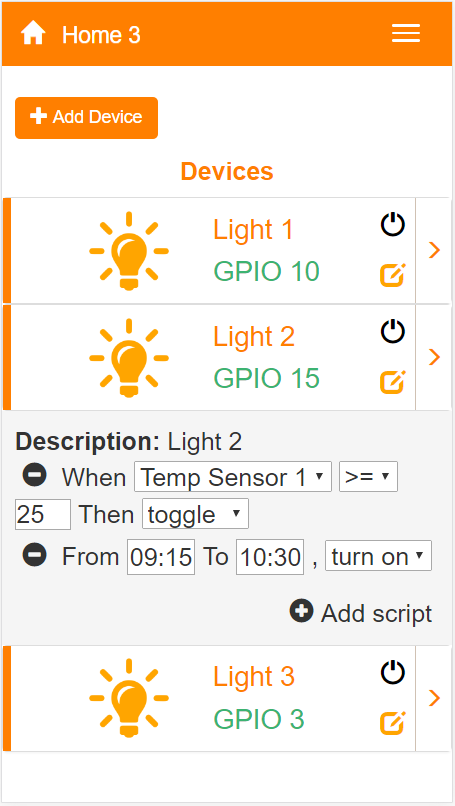 Home 3
Add Device
Devices
Light 1
GPIO 10
Light 2
GPIO 15
Description: Light 2
When Temp Sensor 1 >=
25 Then toggle
From 09:15 To 10:30 , turn on
Add script
Light 3
GPIO 3